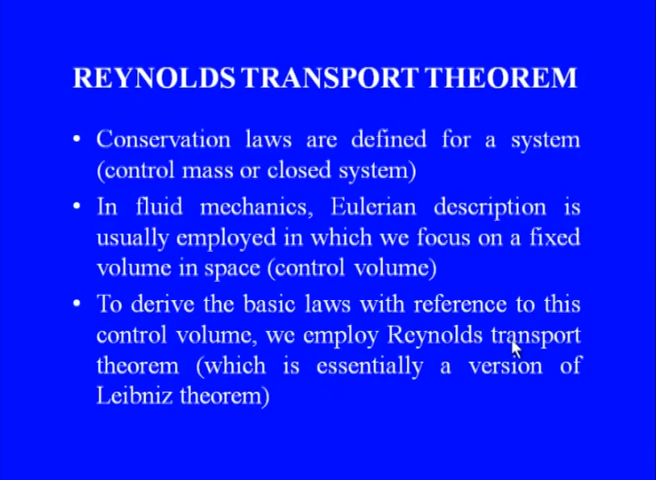 REYNOLDS TRANSPORT THEOREM
• Conservation laws are defined for a system
(control mass or closed system)
• In fluid mechanics, Eulerian description is
usually employed in which we focus on a fixed
volume in space (control volume)
• To derive the basic laws with reference to this
control volume, we employ Reynolds transport
theorem (which is essentially a version of
Leibniz theorem)